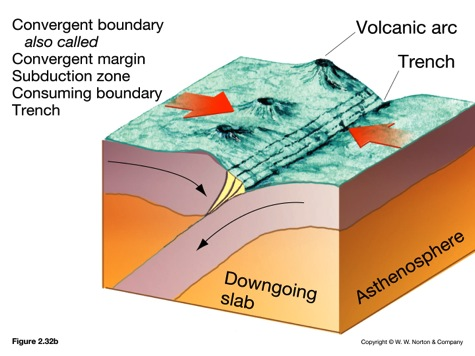 Convergent boundary
also called
Convergent margin
Subduction zone
Consuming boundary
Trench
Volcanic arc
Trench
Downgoing
slab
Asthenosphere
Figure 2.32b
Copyright © W. W. Norton & Company